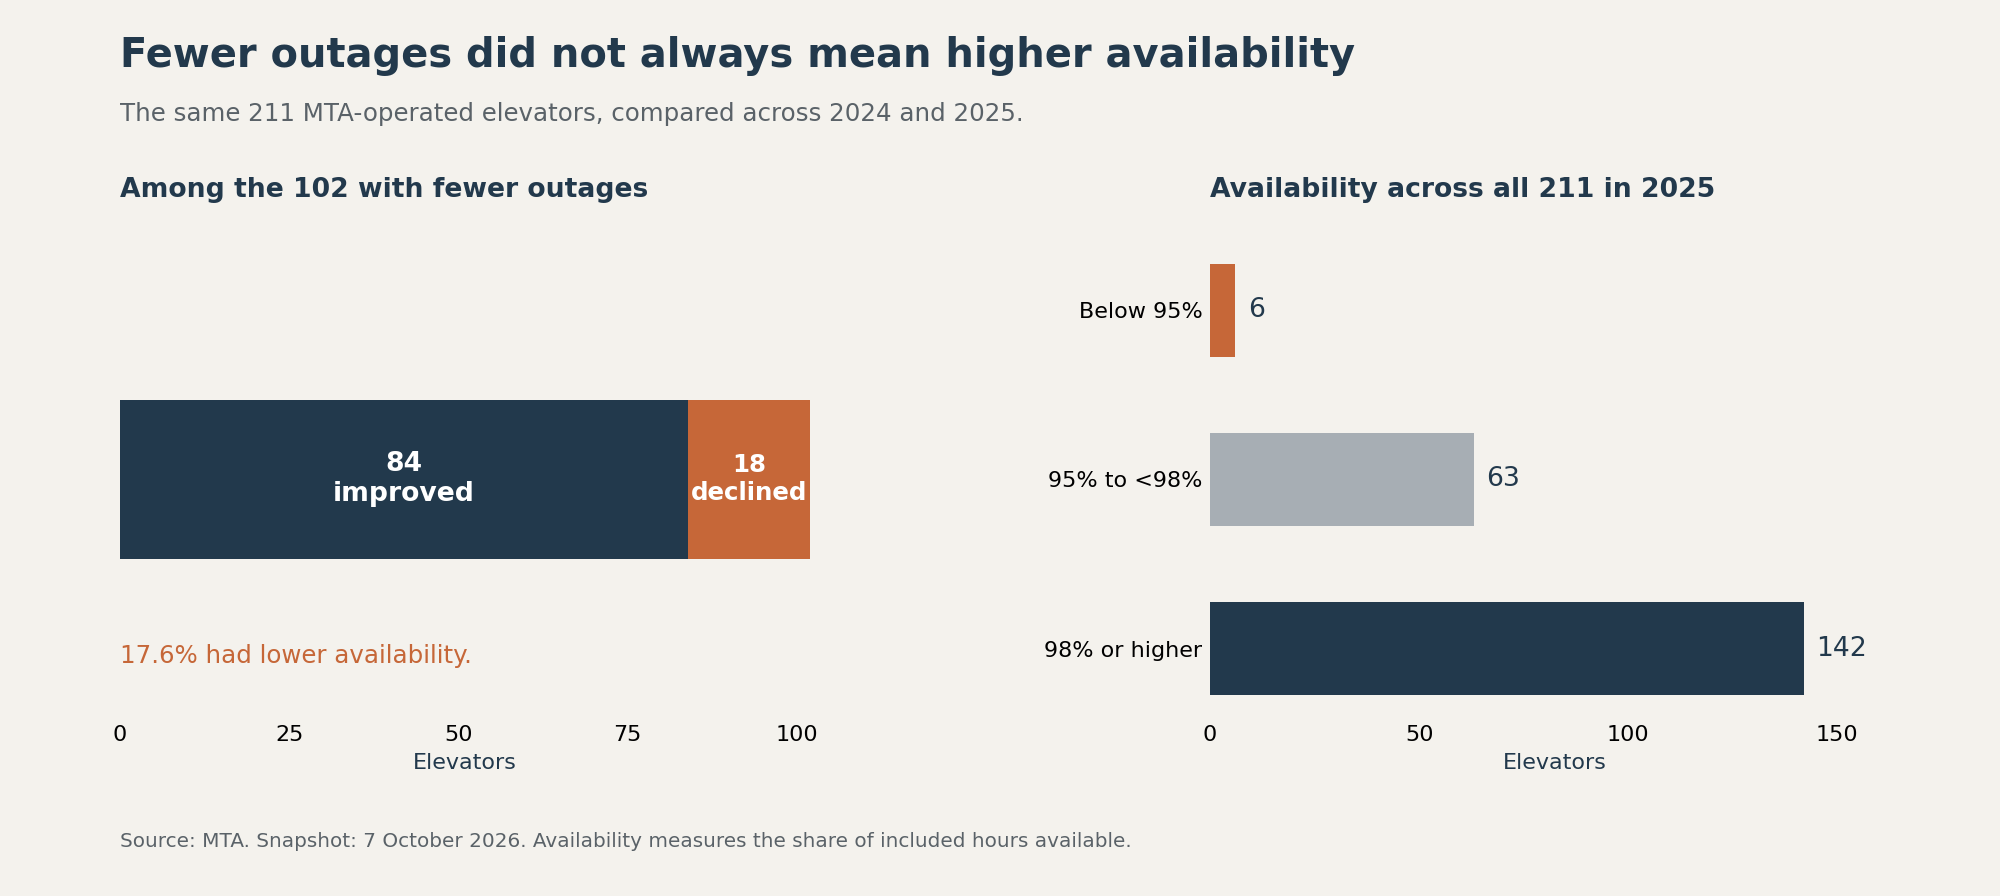 Fewer outages did not always mean higher availability
The same 211 MTA-operated elevators, compared across 2024 and 2025.
Among the 102 with fewer outages
84
improved
18
declined
17.6% had lower availability.
0 25 50 75 100
Elevators
Availability across all 211 in 2025
Below 95% 6
95% to <98% 63
98% or higher 142
0 50 100 150
Elevators
Source: MTA. Snapshot: 7 October 2026. Availability measures the share of included hours available.